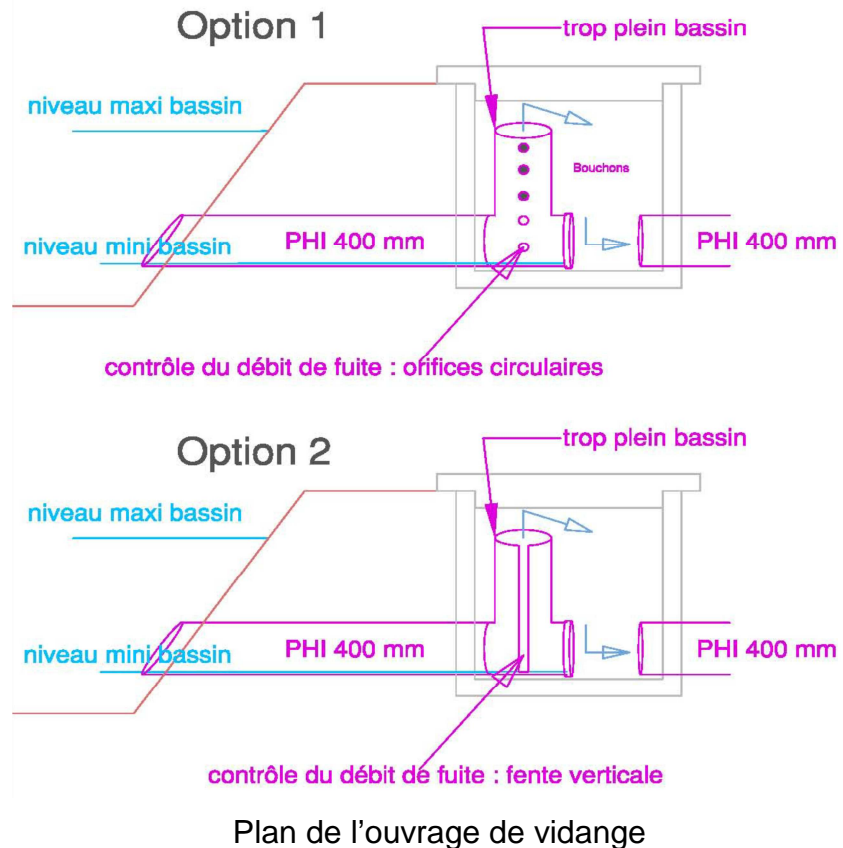 Option 1
trop plein bassin
niveau maxi bassin
Bouchons
niveau mini bassin
PHI 400 mm
PHI 400 mm
contrôle du débit de fuite : orifices circulaires
Option 2
trop plein bassin
niveau maxi bassin
niveau mini bassin
PHI 400 mm
PHI 400 mm
contrôle du débit de fuite : fente verticale
Plan de l’ouvrage de vidange